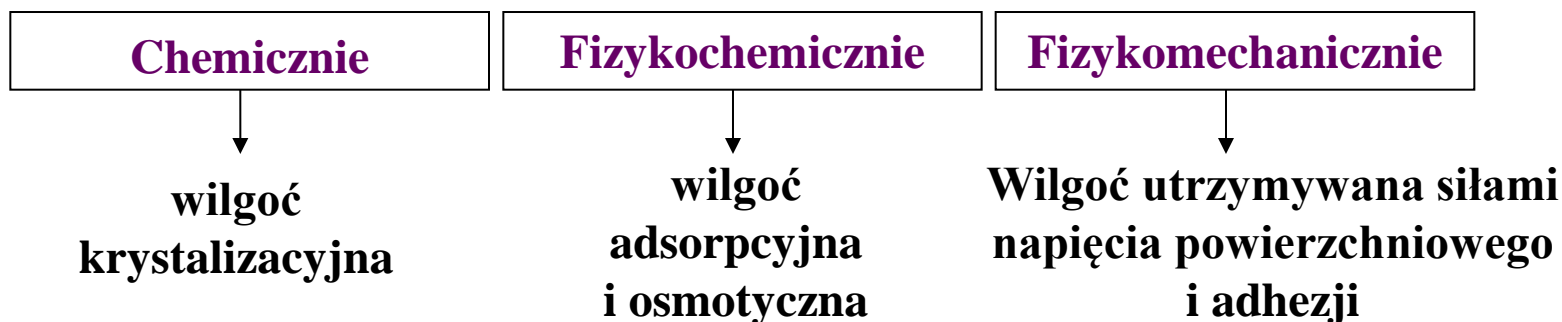 Chemicznie
wilgoć
krystalizacyjna
Fizykochemicznie
wilgoć
adsorpcyjna
i osmotyczna
Fizykomechanicznie
Wilgoć utrzymywana siłami
napięcia powierzchniowego
i adhezji